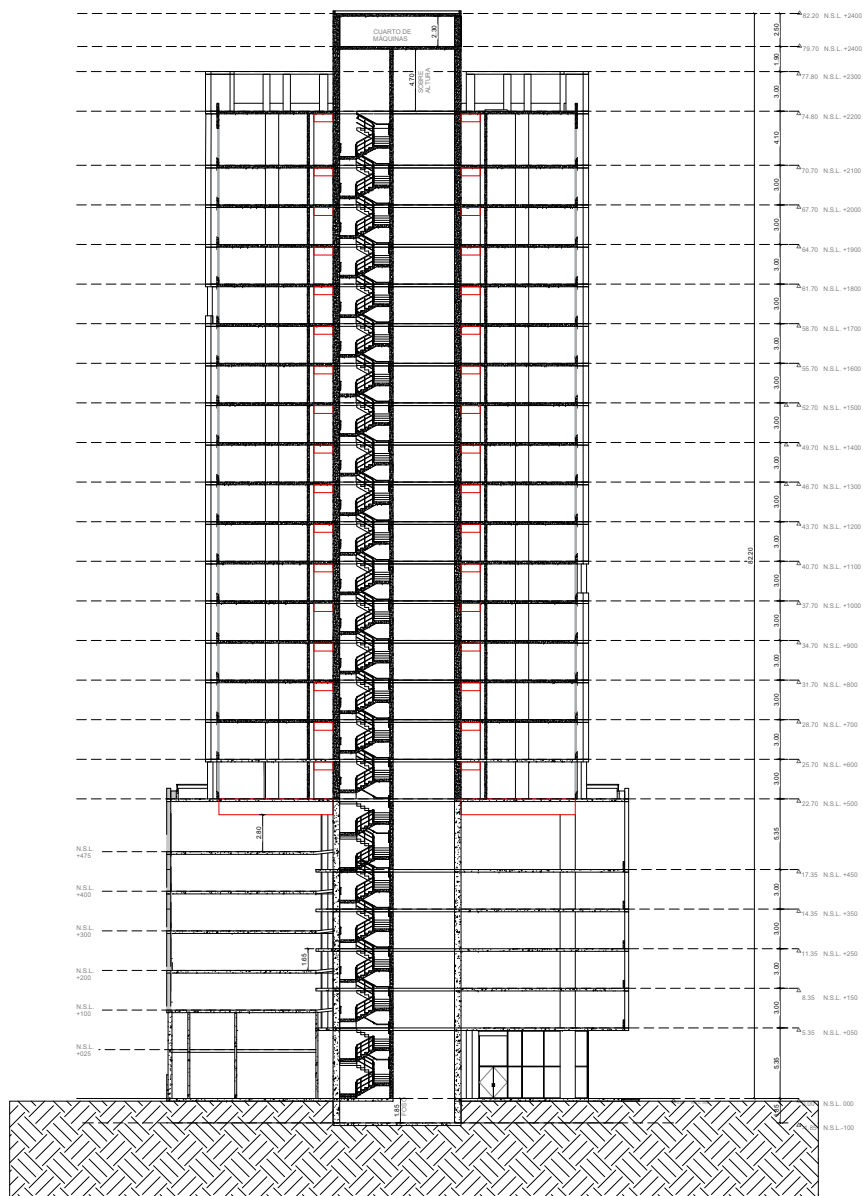 82.20 N.S.L. +2400
2.50
CUARTO DE
MÁQUINAS
2.30
79.70 N.S.L. +2400
1.90
77.80 N.S.L. +2300
4.70
SOBRE
ALTURA
3.00
74.80 N.S.L. +2200
4.10
70.70 N.S.L. +2100
3.00
67.70 N.S.L. +2000
3.00
64.70 N.S.L. +1900
3.00
61.70 N.S.L. +1800
3.00
58.70 N.S.L. +1700
3.00
55.70 N.S.L. +1600
3.00
52.70 N.S.L. +1500
3.00
49.70 N.S.L. +1400
3.00
46.70 N.S.L. +1300
3.00
43.70 N.S.L. +1200
3.00
82.20
40.70 N.S.L. +1100
3.00
37.70 N.S.L. +1000
3.00
34.70 N.S.L. +900
3.00
31.70 N.S.L. +800
3.00
28.70 N.S.L. +700
3.00
25.70 N.S.L. +600
3.00
22.70 N.S.L. +500
2.80
5.35
N.S.L.
+475
17.35 N.S.L. +450
3.00
N.S.L.
+400
14.35 N.S.L. +350
3.00
N.S.L.
+300
11.35 N.S.L. +250
1.65
3.00
N.S.L.
+200
8.35 N.S.L. +150
3.00
N.S.L.
+100
5.35 N.S.L. +050
N.S.L.
+025
5.35
N.S.L. 000
1.85
N.S.L.-100